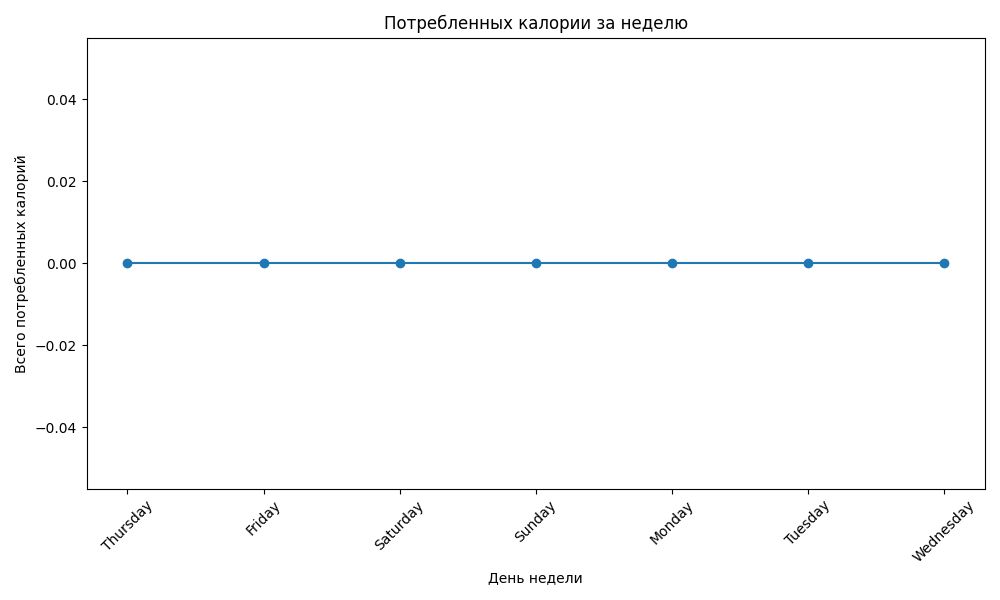 Потребленных калории за неделю
Всего потребленных калорий
0.04
0.02
0.00
−0.02
−0.04
Thursday
Friday
Saturday
Sunday
Monday
Tuesday
Wednesday
День недели